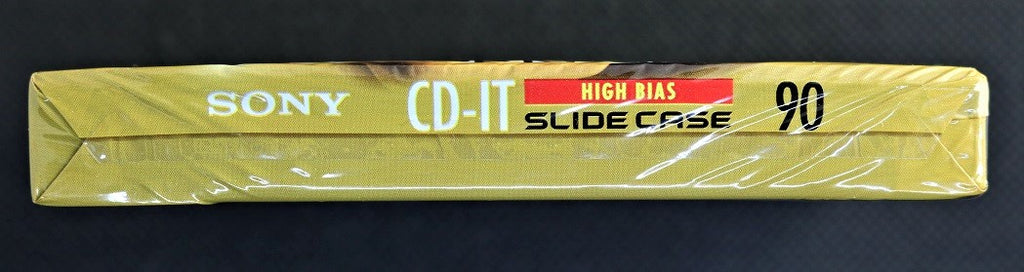 SONY CD-IT HIGH BIAS 90
SLIDE CASE